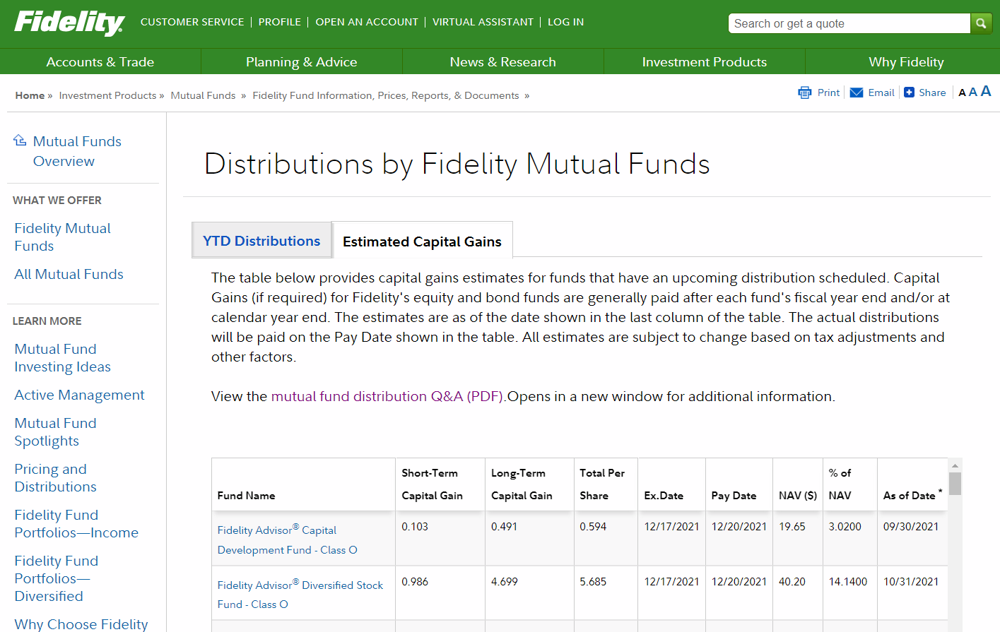 Fidelity
CUSTOMER SERVICE | PROFILE | OPEN AN ACCOUNT | VIRTUAL ASSISTANT | LOG IN
Search or get a quote
Accounts & Trade
Planning & Advice
News & Research
Investment Products
Why Fidelity
Home » Investment Products » Mutual Funds » Fidelity Fund Information, Prices, Reports, & Documents »
Print
Email
Share
A A A
Mutual Funds
Overview
WHAT WE OFFER
Fidelity Mutual
Funds
All Mutual Funds
LEARN MORE
Mutual Fund
Investing Ideas
Active Management
Mutual Fund
Spotlights
Pricing and
Distributions
Fidelity Fund
Portfolios—Income
Fidelity Fund
Portfolios—
Diversified
Why Choose Fidelity
Distributions by Fidelity Mutual Funds
YTD Distributions
Estimated Capital Gains
The table below provides capital gains estimates for funds that have an upcoming distribution scheduled. Capital
Gains (if required) for Fidelity's equity and bond funds are generally paid after each fund's fiscal year end and/or at
calendar year end. The estimates are as of the date shown in the last column of the table. The actual distributions
will be paid on the Pay Date shown in the table. All estimates are subject to change based on tax adjustments and
other factors.
View the mutual fund distribution Q&A (PDF).Opens in a new window for additional information.
Fund Name
Short-Term
Capital Gain
Long-Term
Capital Gain
Total Per
Share
Ex.Date
Pay Date
NAV ($)
% of
NAV
As of Date *
Fidelity Advisor® Capital
Development Fund - Class O
0.103
0.491
0.594
12/17/2021
12/20/2021
19.65
3.0200
09/30/2021
Fidelity Advisor® Diversified Stock
Fund - Class O
0.986
4.699
5.685
12/17/2021
12/20/2021
40.20
14.1400
10/31/2021